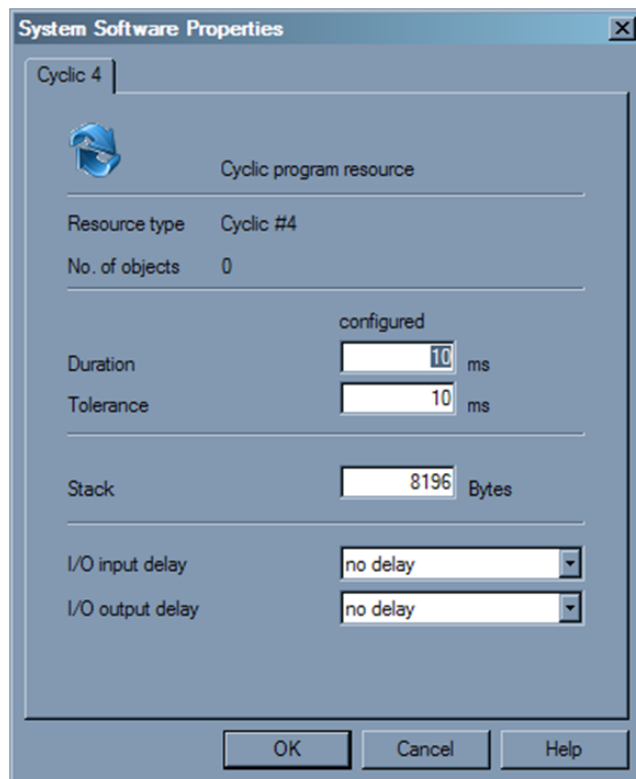 System Software Properties
Cyclic 4
Cyclic program resource
Resource type Cyclic #4
No. of objects 0
configured
Duration 10 ms
Tolerance 10 ms
Stack 8196 Bytes
I/O input delay no delay
I/O output delay no delay
OK Cancel Help